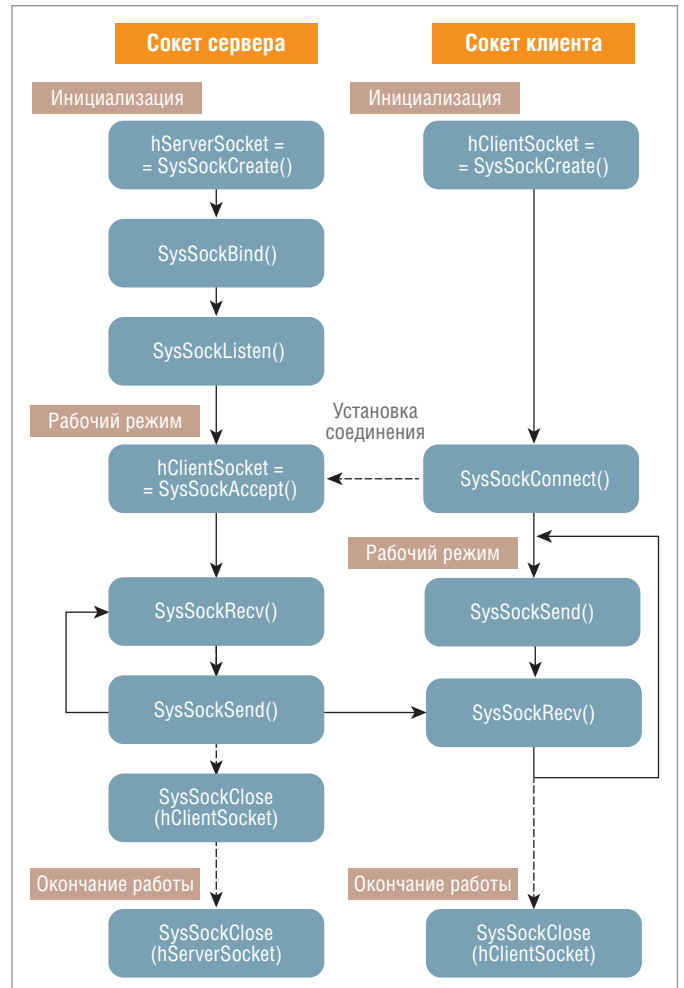 Сокет сервера
Сокет клиента
Инициализация
Инициализация
hServerSocket =
= SysSockCreate()
hClientSocket =
= SysSockCreate()
SysSockBind()
SysSockListen()
Рабочий режим
Установка
соединения
hClientSocket =
= SysSockAccept()
SysSockConnect()
Рабочий режим
SysSockRecv()
SysSockSend()
SysSockSend()
SysSockRecv()
SysSockClose
(hClientSocket)
Окончание работы
Окончание работы
SysSockClose
(hServerSocket)
SysSockClose
(hClientSocket)